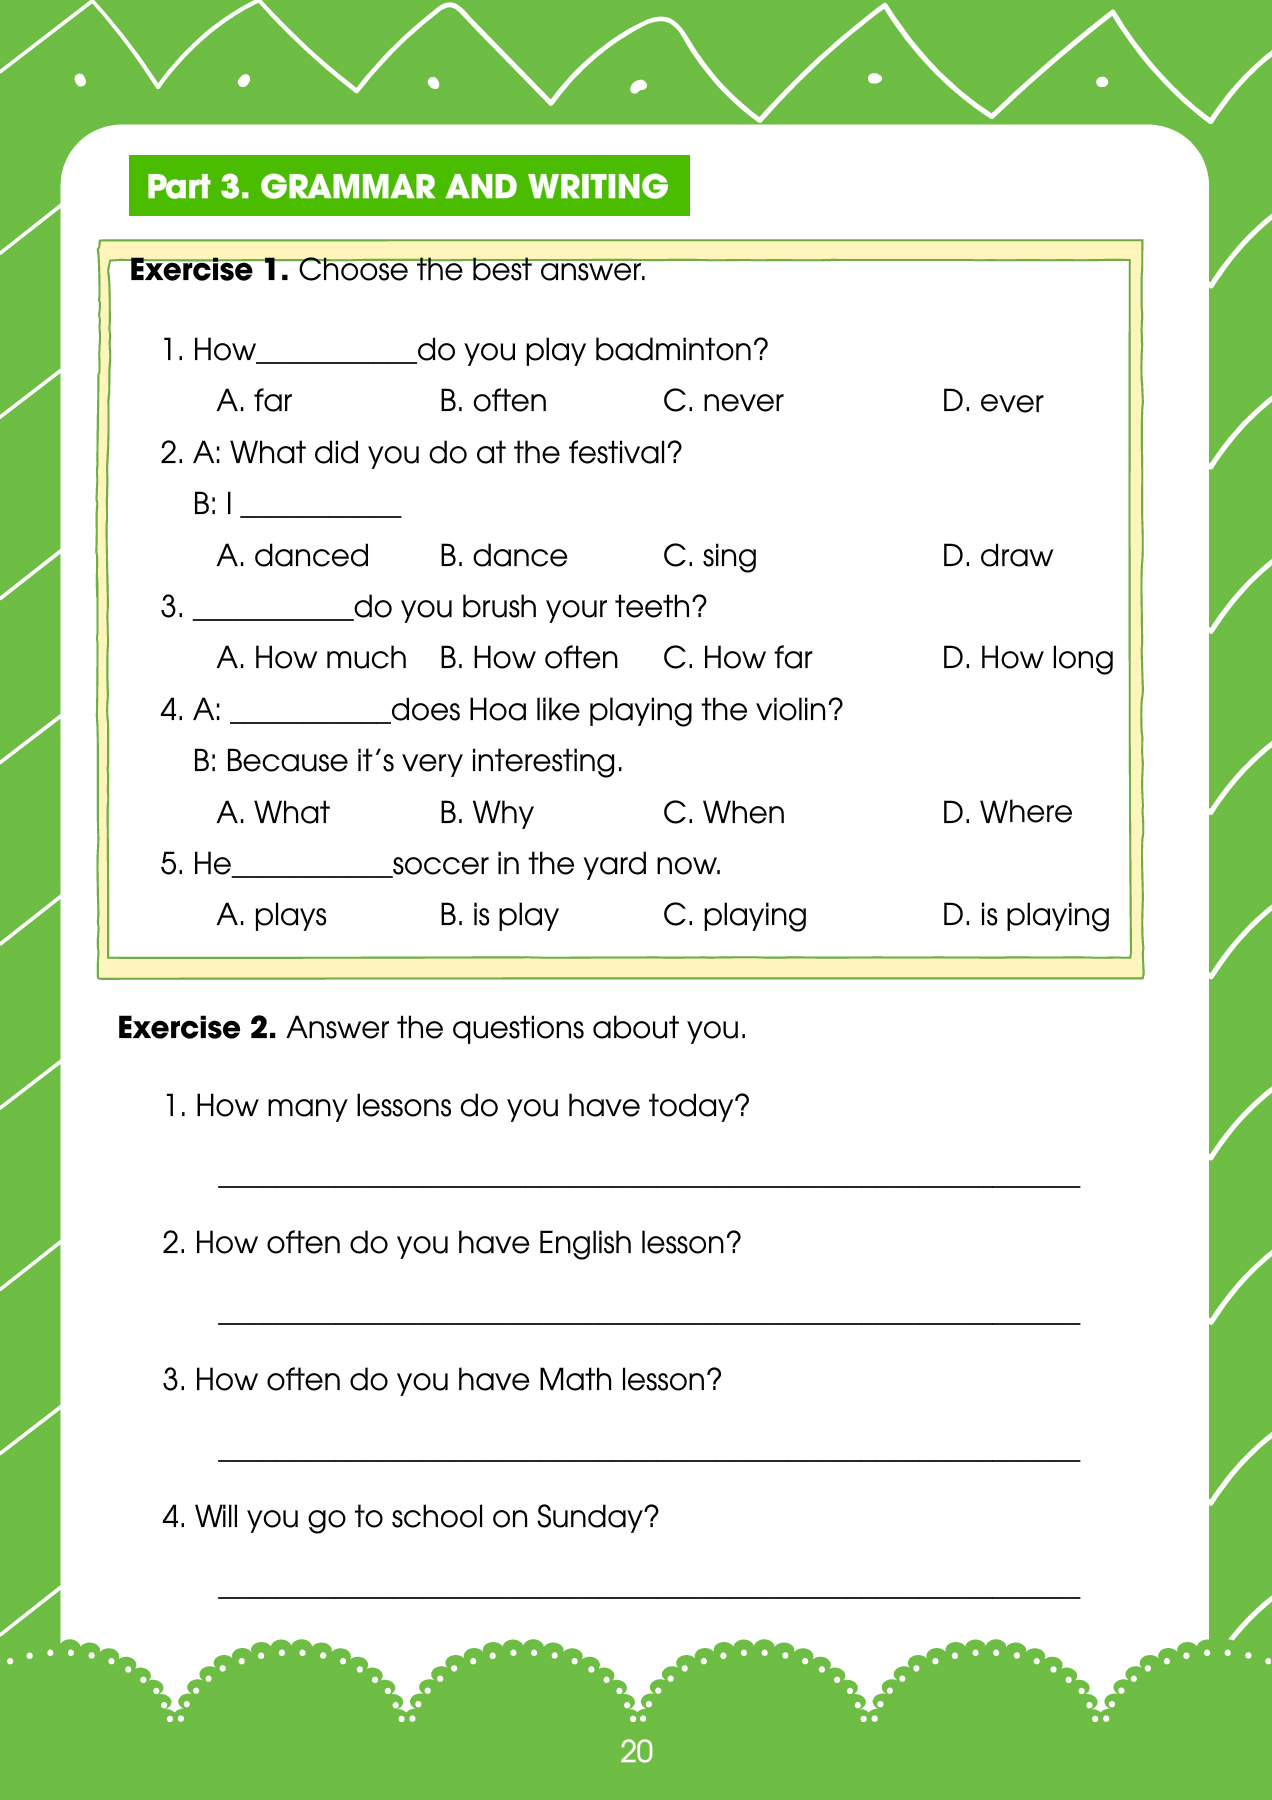 Part 3. GRAMMAR AND WRITING
Exercise 1. Choose the best answer.
1. How__________do you play badminton?
A. far B. often C. never D. ever
2. A: What did you do at the festival?
B: I __________
A. danced B. dance C. sing D. draw
3. __________do you brush your teeth?
A. How much B. How often C. How far D. How long
4. A: __________does Hoa like playing the violin?
B: Because it's very interesting.
A. What B. Why C. When D. Where
5. He__________soccer in the yard now.
A. plays B. is play C. playing D. is playing
Exercise 2. Answer the questions about you.
1. How many lessons do you have today?
2. How often do you have English lesson?
3. How often do you have Math lesson?
4. Will you go to school on Sunday?
20